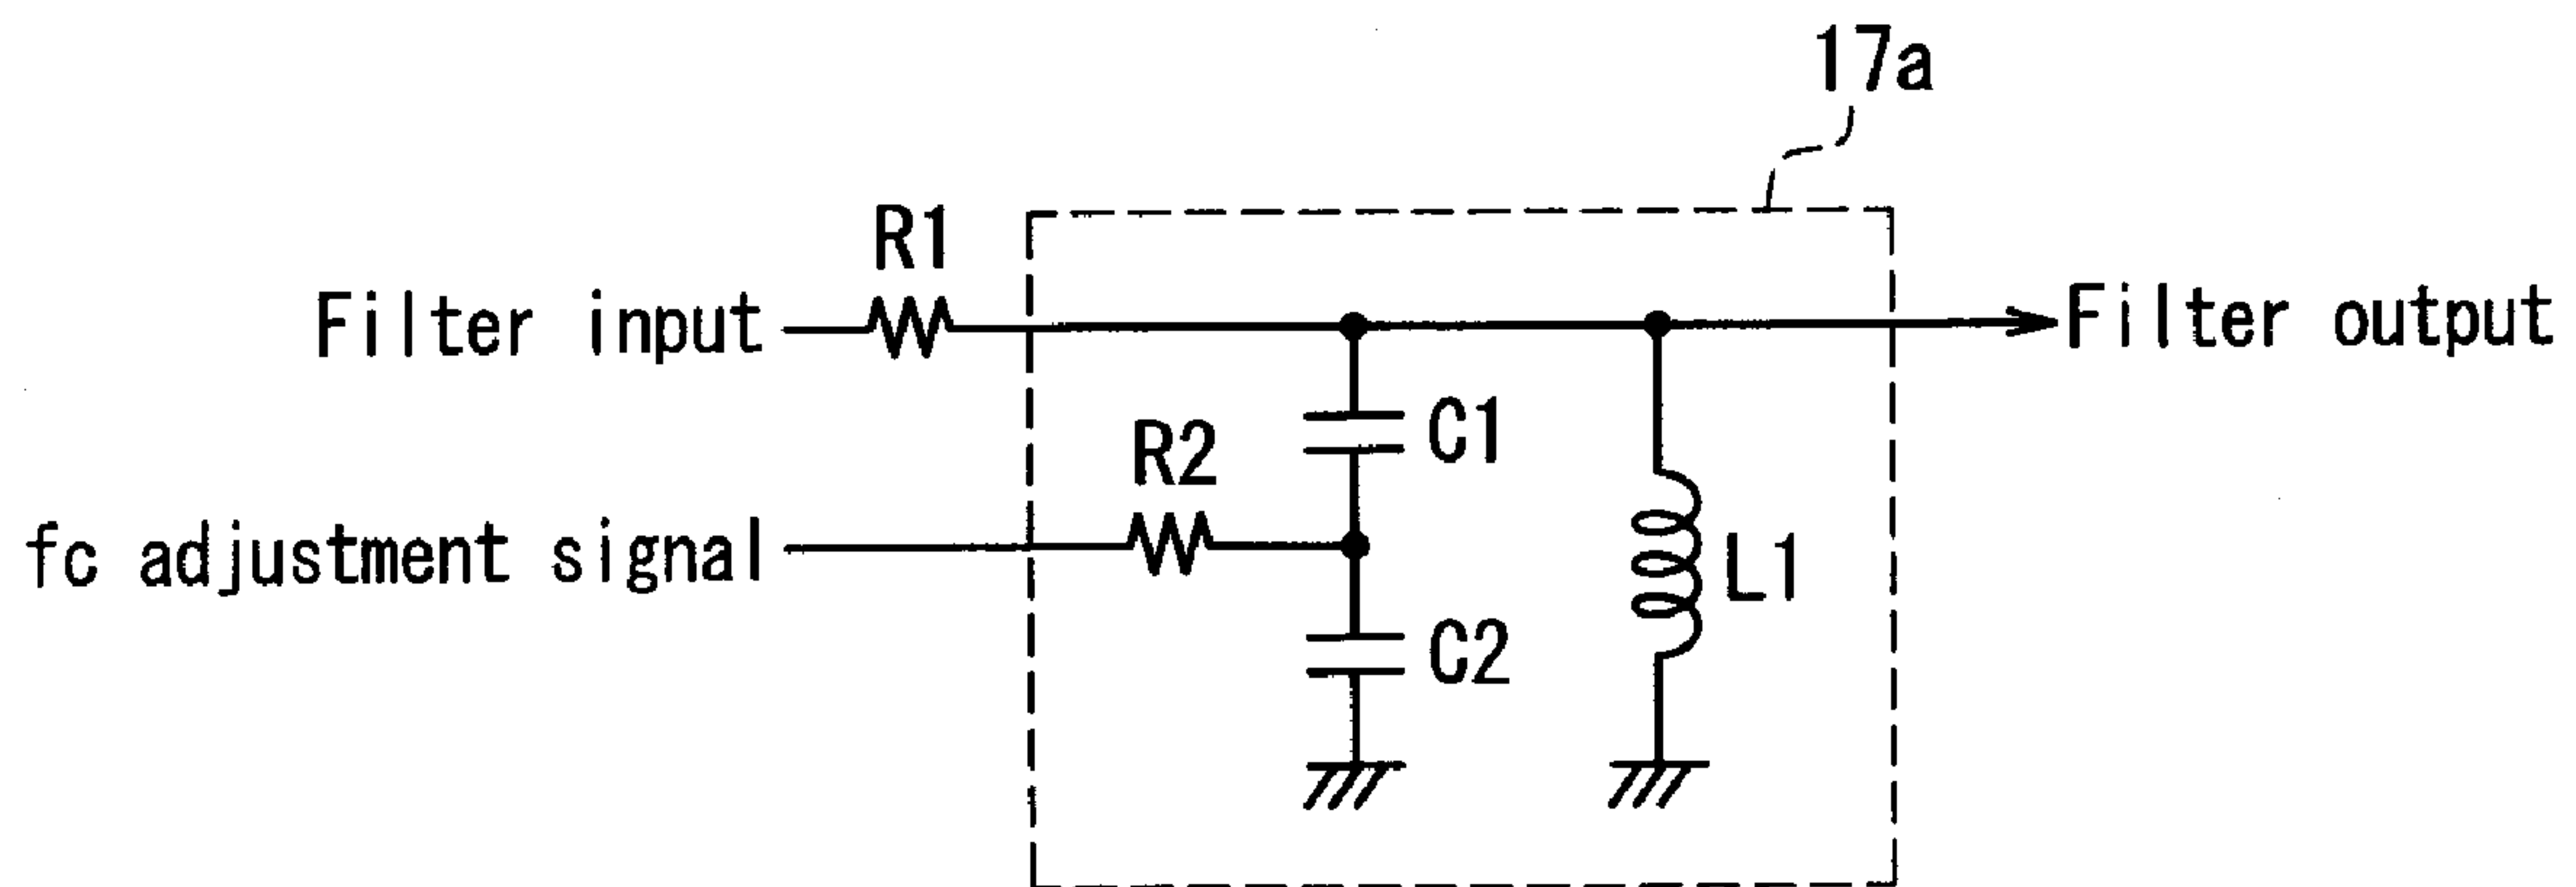 17a
R1
Filter input
Filter output
C1
R2
fc adjustment signal
L1
C2